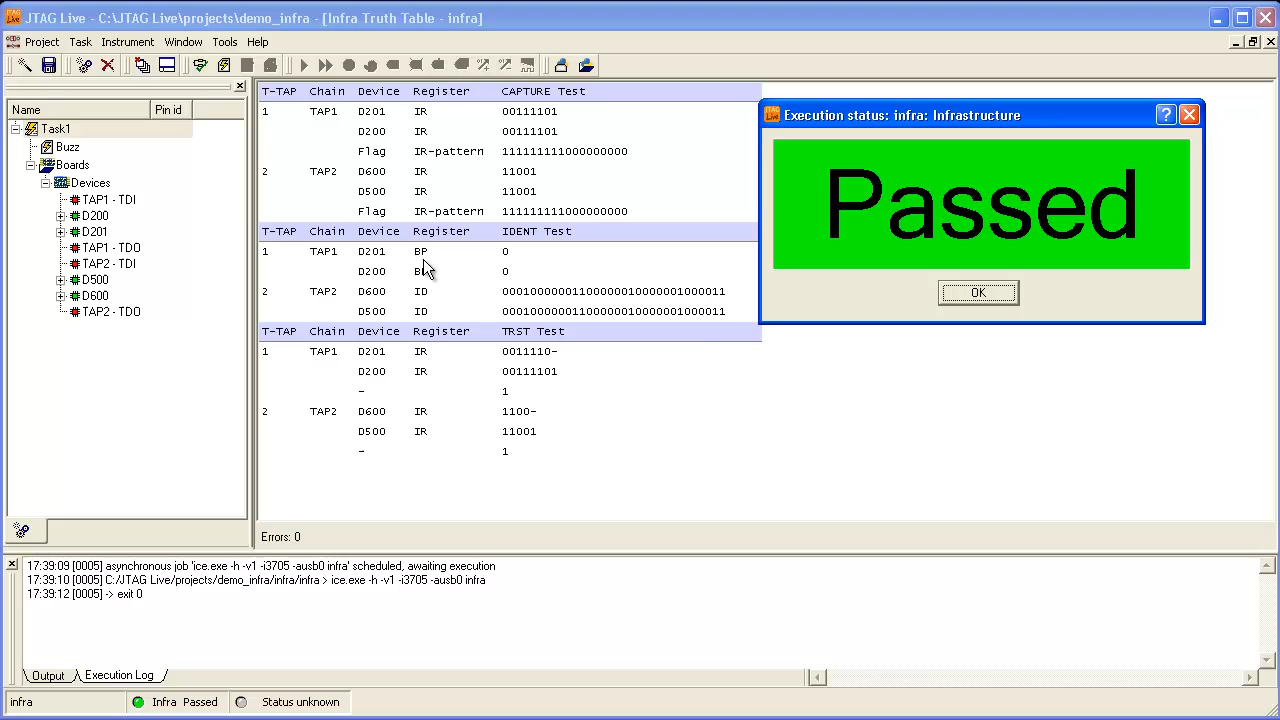 JTAG Live - C:\JTAG Live\projects\demo_infra - [Infra Truth Table - infra]
Project Task Instrument Window Tools Help
Name Pin id
Task1
Buzz
Boards
Devices
TAP1 - TDI
D200
D201
TAP1 - TDO
TAP2 - TDI
D500
D600
TAP2 - TDO
T-TAP Chain Device Register CAPTURE Test
1 TAP1 D201 IR 00111101
D200 IR 00111101
Flag IR-pattern 111111111000000000
2 TAP2 D600 IR 11001
D500 IR 11001
Flag IR-pattern 111111111000000000
T-TAP Chain Device Register IDENT Test
1 TAP1 D201 BP 0
D200 0
2 TAP2 D600 ID 00010000001100000010000001000011
D500 ID 00010000001100000010000001000011
T-TAP Chain Device Register TRST Test
1 TAP1 D201 IR 0011110-
D200 IR 00111101
- 1
2 TAP2 D600 IR 1100-
D500 IR 11001
- 1
Errors: 0
JTAG Live
Execution status: infra: Infrastructure
Passed
OK
17:39:09 [0005] asynchronous job 'ice.exe -h -v1 -i3705 -ausb0 infra' scheduled, awaiting execution
17:39:10 [0005] C:/JTAG Live/projects/demo_infra/infra/infra > ice.exe -h -v1 -i3705 -ausb0 infra
17:39:12 [0005] -> exit 0
Output Execution Log
infra Infra Passed Status unknown